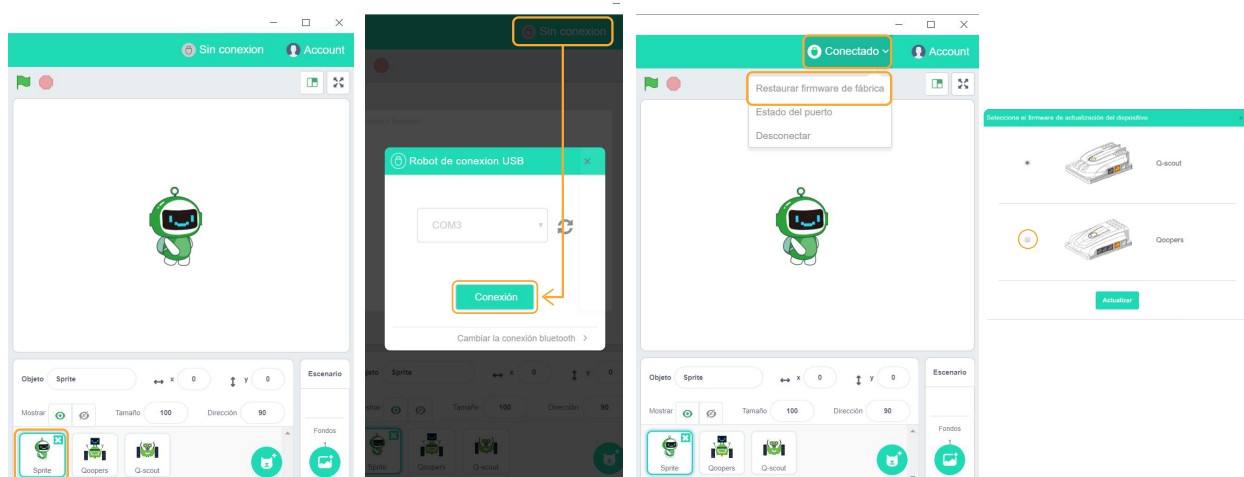 Sin conexion
Account
Objeto
Sprite
x
0
y
0
Escenario
Mostrar
Tamaño
100
Dirección
90
Fondos
1
Sprite
Qoopers
Q-scout
Sin conexion
Robot de conexion USB
×
COM3
Conexión
Cambiar la conexión bluetooth >
Sprite
x
0
y
0
Tamaño
100
Dirección
90
Sprite
Qoopers
Q-scout
Conectado
Account
Restaurar firmware de fábrica
Estado del puerto
Desconectar
Objeto
Sprite
x
0
y
0
Escenario
Mostrar
Tamaño
100
Dirección
90
Fondos
1
Sprite
Qoopers
Q-scout
Seleccione el firmware de actualización del dispositivo
Q-scout
Qoopers
Actualizar